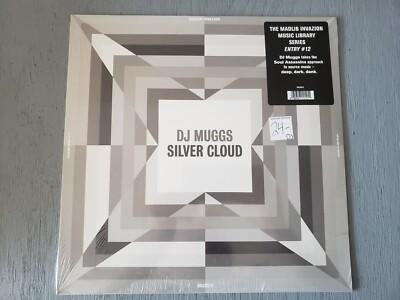 THE MADLIB INVAZION
MUSIC LIBRARY
SERIES
ENTRY #12
DJ Muggs takes the
Soul Assassins approach
to source music –
deep, dark, dank.
DJ MUGGS
SILVER CLOUD
24-